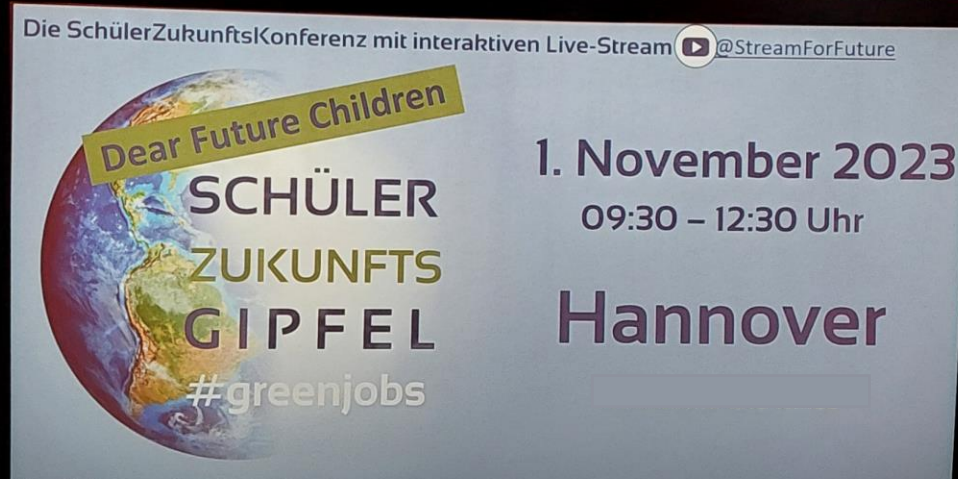 Die SchülerZukunftsKonferenz mit interaktiven Live-Stream @StreamForFuture
Dear Future Children
SCHÜLER
ZUKUNFTS
GIPFEL
#greenjobs
1. November 2023
09:30 – 12:30 Uhr
Hannover